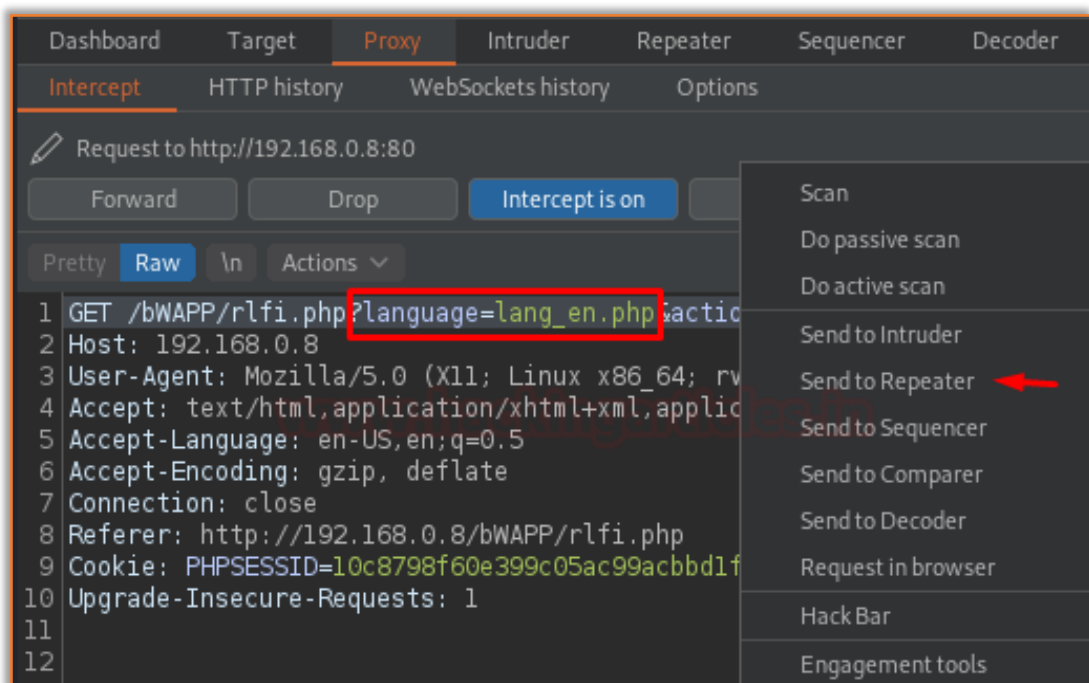 Dashboard Target Proxy Intruder Repeater Sequencer Decoder
Intercept HTTP history WebSockets history Options
Request to http://192.168.0.8:80
Forward Drop Intercept is on
Pretty Raw \n Actions
1 GET /bWAPP/rlfi.php?language=lang_en.php&actio
2 Host: 192.168.0.8
3 User-Agent: Mozilla/5.0 (X11; Linux x86_64; rv
4 Accept: text/html,application/xhtml+xml,applic
5 Accept-Language: en-US,en;q=0.5
6 Accept-Encoding: gzip, deflate
7 Connection: close
8 Referer: http://192.168.0.8/bWAPP/rlfi.php
9 Cookie: PHPSESSID=10c8798f60e399c05ac99acbbd1f
10 Upgrade-Insecure-Requests: 1
11
12
Scan
Do passive scan
Do active scan
Send to Intruder
Send to Repeater
Send to Sequencer
Send to Comparer
Send to Decoder
Request in browser
Hack Bar
Engagement tools